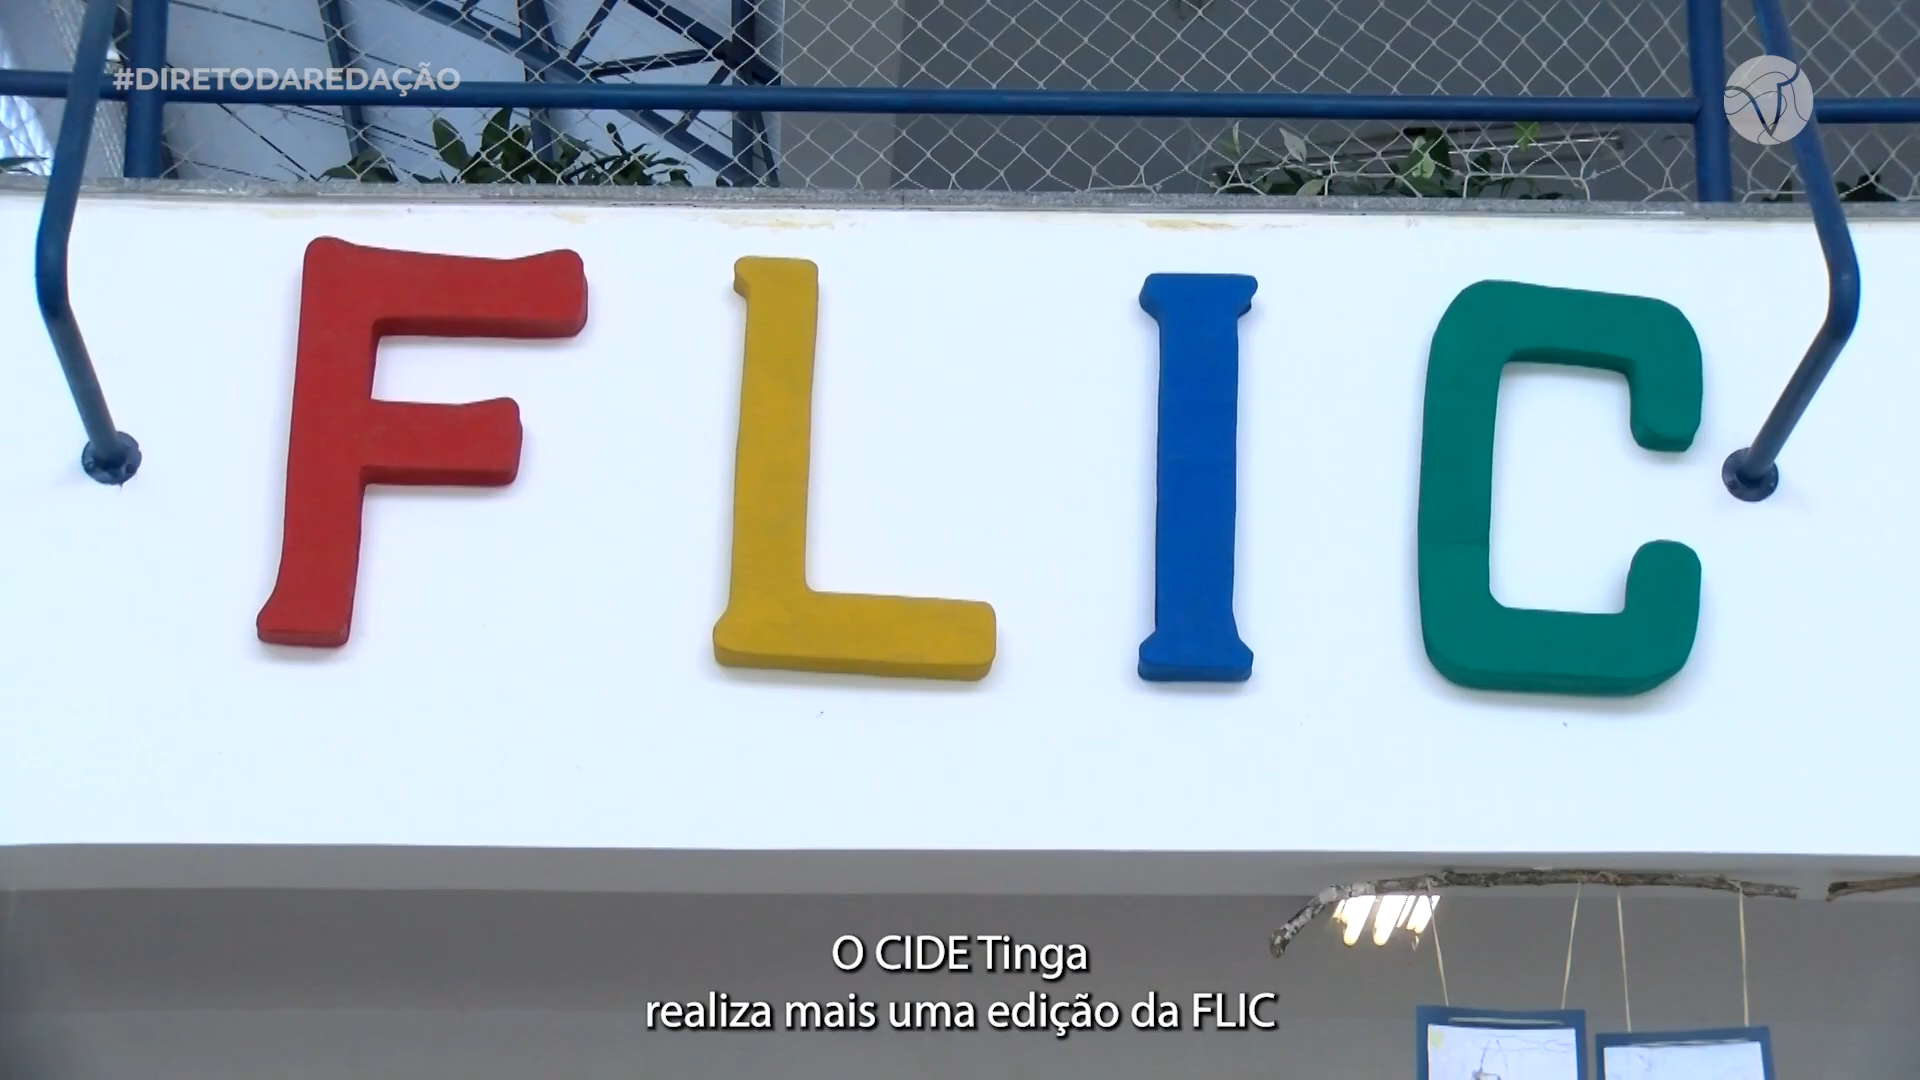 #DIRETODAREDAÇÃO
FLIC
O CIDE Tinga
realiza mais uma edição da FLIC